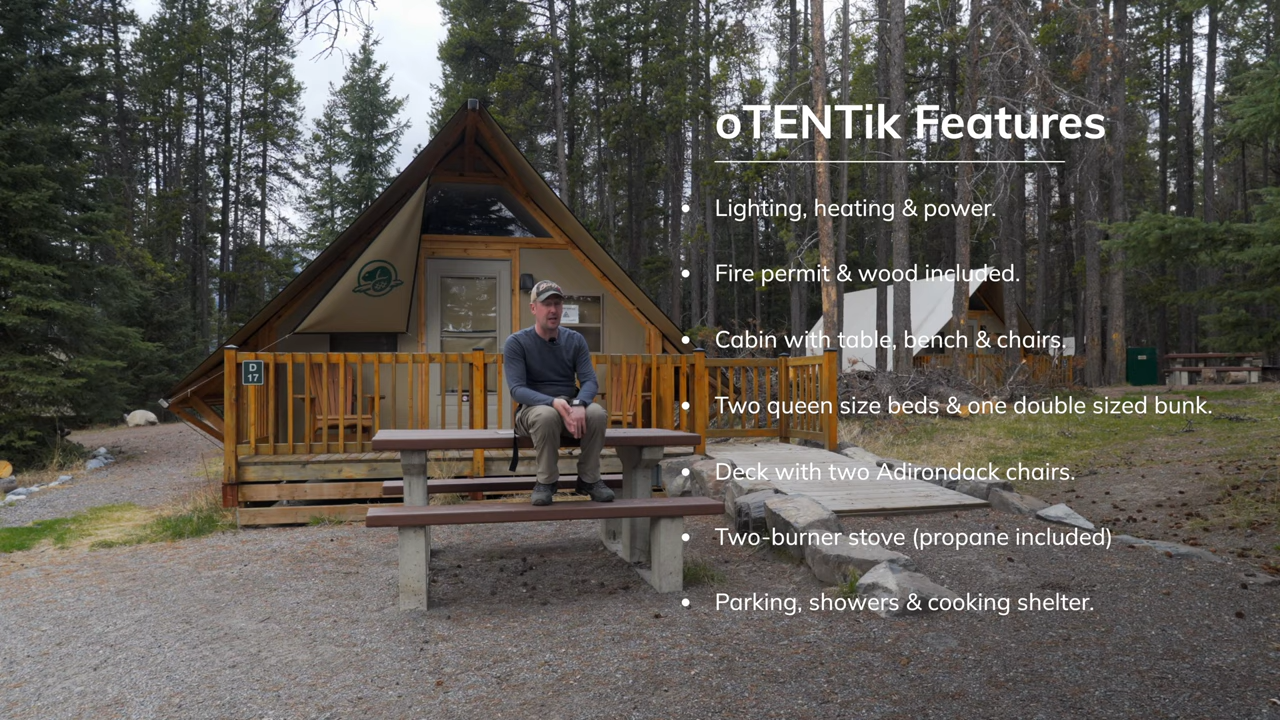 oTENTik Features
Lighting, heating & power.
Fire permit & wood included.
Cabin with table, bench & chairs.
Two queen size beds & one double sized bunk.
Deck with two Adirondack chairs.
Two-burner stove (propane included)
Parking, showers & cooking shelter.
D
17